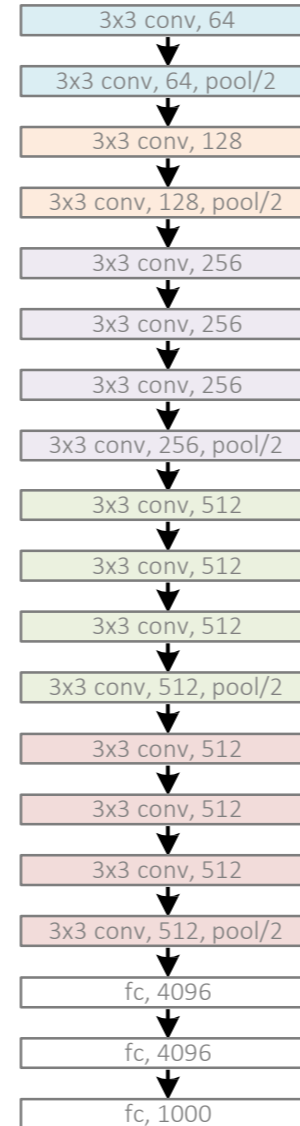 3x3 conv, 64
3x3 conv, 64, pool/2
3x3 conv, 128
3x3 conv, 128, pool/2
3x3 conv, 256
3x3 conv, 256
3x3 conv, 256
3x3 conv, 256, pool/2
3x3 conv, 512
3x3 conv, 512
3x3 conv, 512
3x3 conv, 512, pool/2
3x3 conv, 512
3x3 conv, 512
3x3 conv, 512
3x3 conv, 512, pool/2
fc, 4096
fc, 4096
fc, 1000